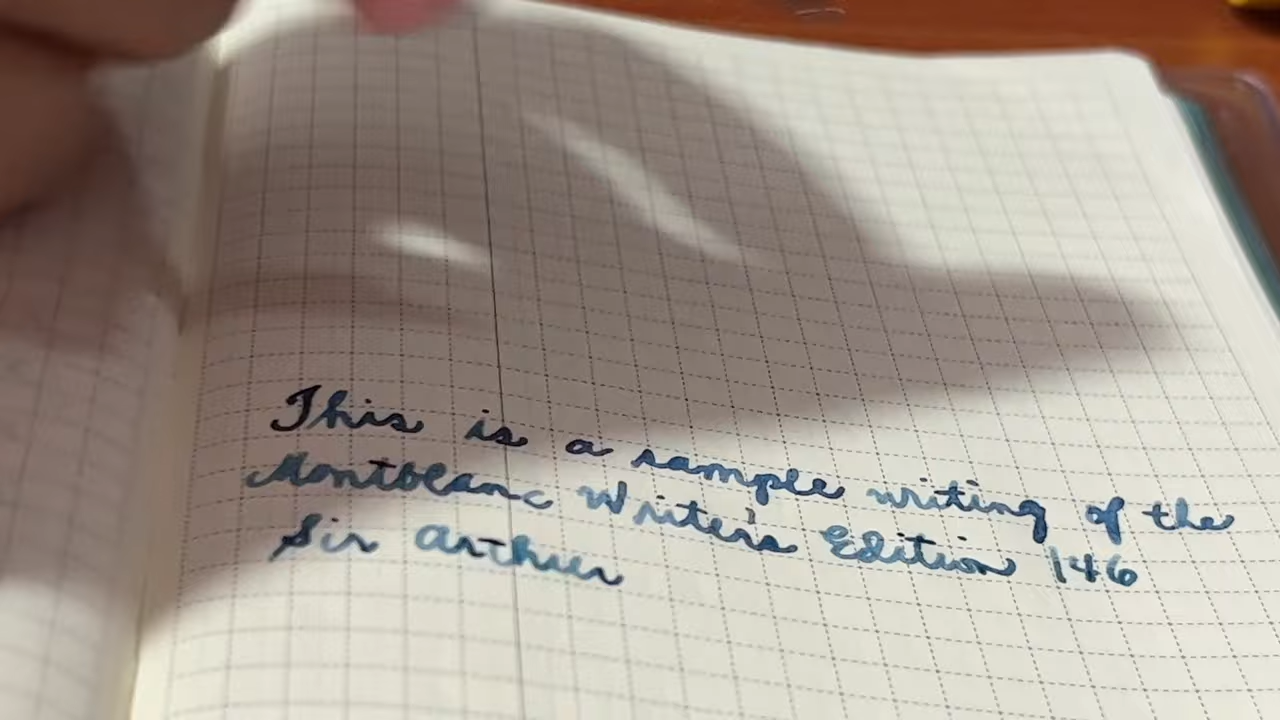 This is a sample writing of the
Montblanc Writer's Edition 146
Sir Arthur